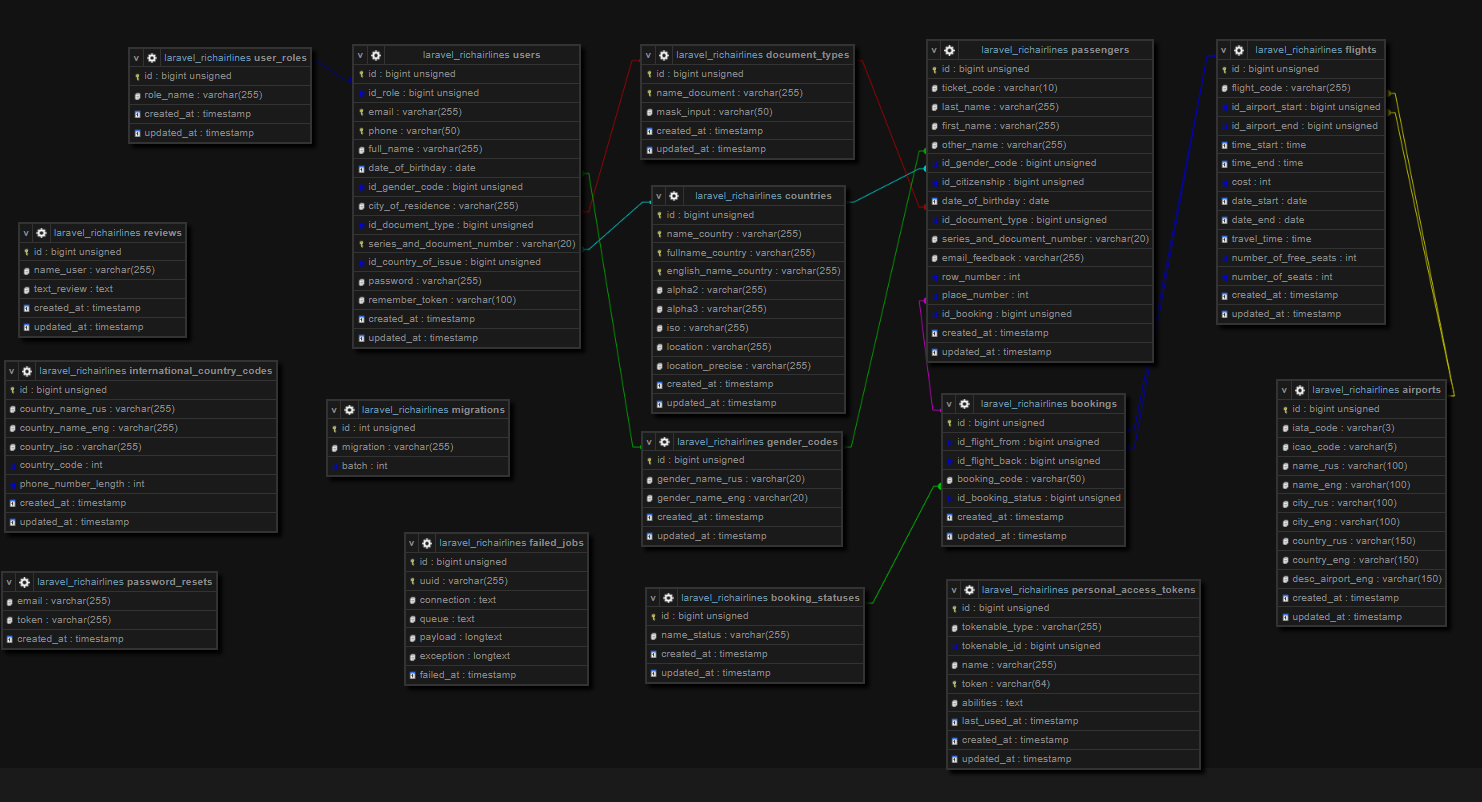 laravel_richairlines user_roles
id : bigint unsigned
role_name : varchar(255)
created_at : timestamp
updated_at : timestamp
laravel_richairlines users
id : bigint unsigned
id_role : bigint unsigned
email : varchar(255)
phone : varchar(50)
full_name : varchar(255)
date_of_birthday : date
id_gender_code : bigint unsigned
city_of_residence : varchar(255)
id_document_type : bigint unsigned
series_and_document_number : varchar(20)
id_country_of_issue : bigint unsigned
password : varchar(255)
remember_token : varchar(100)
created_at : timestamp
updated_at : timestamp
laravel_richairlines document_types
id : bigint unsigned
name_document : varchar(255)
mask_input : varchar(50)
created_at : timestamp
updated_at : timestamp
laravel_richairlines passengers
id : bigint unsigned
ticket_code : varchar(10)
last_name : varchar(255)
first_name : varchar(255)
other_name : varchar(255)
id_gender_code : bigint unsigned
id_citizenship : bigint unsigned
date_of_birthday : date
id_document_type : bigint unsigned
series_and_document_number : varchar(20)
email_feedback : varchar(255)
row_number : int
place_number : int
id_booking : bigint unsigned
created_at : timestamp
updated_at : timestamp
laravel_richairlines flights
id : bigint unsigned
flight_code : varchar(255)
id_airport_start : bigint unsigned
id_airport_end : bigint unsigned
time_start : time
time_end : time
cost : int
date_start : date
date_end : date
travel_time : time
number_of_free_seats : int
number_of_seats : int
created_at : timestamp
updated_at : timestamp
laravel_richairlines countries
id : bigint unsigned
name_country : varchar(255)
fullname_country : varchar(255)
english_name_country : varchar(255)
alpha2 : varchar(255)
alpha3 : varchar(255)
iso : varchar(255)
location : varchar(255)
location_precise : varchar(255)
created_at : timestamp
updated_at : timestamp
laravel_richairlines reviews
id : bigint unsigned
name_user : varchar(255)
text_review : text
created_at : timestamp
updated_at : timestamp
laravel_richairlines international_country_codes
id : bigint unsigned
country_name_rus : varchar(255)
country_name_eng : varchar(255)
country_iso : varchar(255)
country_code : int
phone_number_length : int
created_at : timestamp
updated_at : timestamp
laravel_richairlines migrations
id : int unsigned
migration : varchar(255)
batch : int
laravel_richairlines gender_codes
id : bigint unsigned
gender_name_rus : varchar(20)
gender_name_eng : varchar(20)
created_at : timestamp
updated_at : timestamp
laravel_richairlines bookings
id : bigint unsigned
id_flight_from : bigint unsigned
id_flight_back : bigint unsigned
booking_code : varchar(50)
id_booking_status : bigint unsigned
created_at : timestamp
updated_at : timestamp
laravel_richairlines airports
id : bigint unsigned
iata_code : varchar(3)
icao_code : varchar(5)
name_rus : varchar(100)
name_eng : varchar(100)
city_rus : varchar(100)
city_eng : varchar(100)
country_rus : varchar(150)
country_eng : varchar(150)
desc_airport_eng : varchar(150)
created_at : timestamp
updated_at : timestamp
laravel_richairlines password_resets
email : varchar(255)
token : varchar(255)
created_at : timestamp
laravel_richairlines failed_jobs
id : bigint unsigned
uuid : varchar(255)
connection : text
queue : text
payload : longtext
exception : longtext
failed_at : timestamp
laravel_richairlines booking_statuses
id : bigint unsigned
name_status : varchar(255)
created_at : timestamp
updated_at : timestamp
laravel_richairlines personal_access_tokens
id : bigint unsigned
tokenable_type : varchar(255)
tokenable_id : bigint unsigned
name : varchar(255)
token : varchar(64)
abilities : text
last_used_at : timestamp
created_at : timestamp
updated_at : timestamp